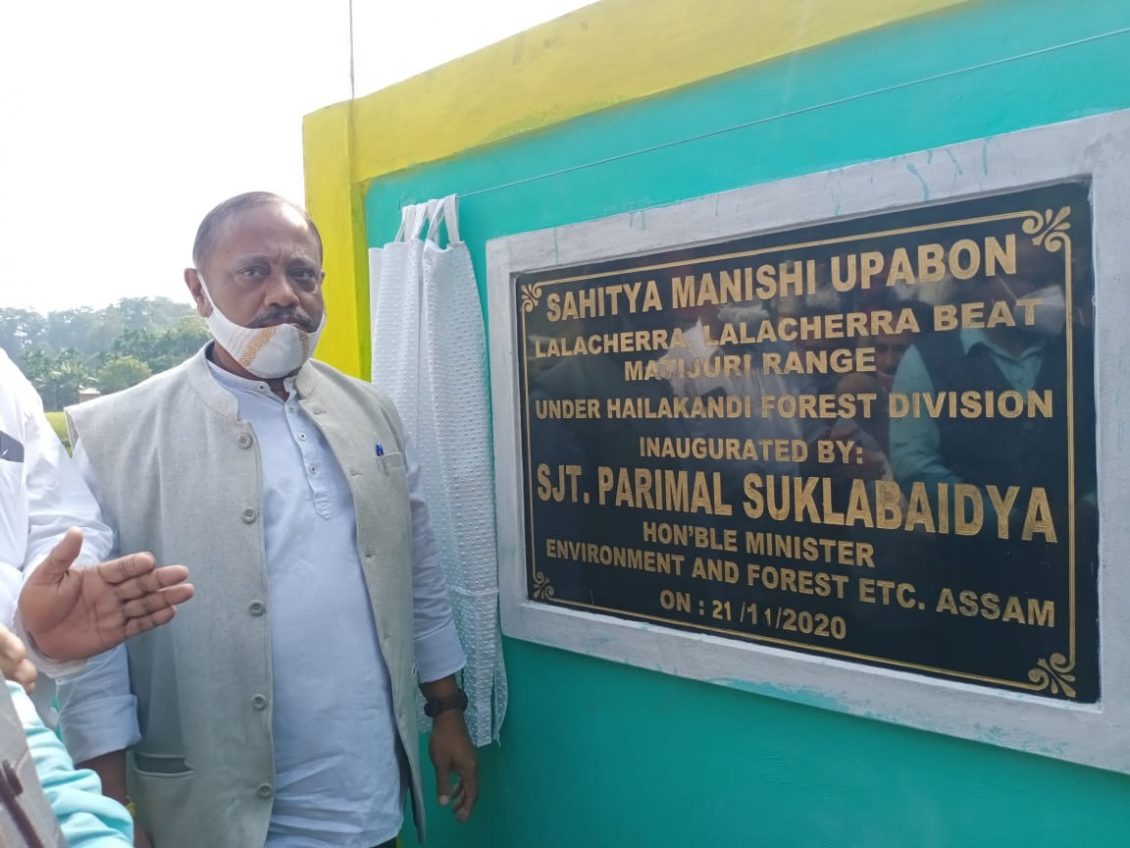 SAHITYA MANISHI UPABON
LALACHERRA, LALACHERRA BEAT
MATIJURI RANGE
UNDER HAILAKANDI FOREST DIVISION
INAUGURATED BY:
SJT. PARIMAL SUKLABAIDYA
HON'BLE MINISTER
ENVIRONMENT AND FOREST ETC. ASSAM
ON : 21/11/2020